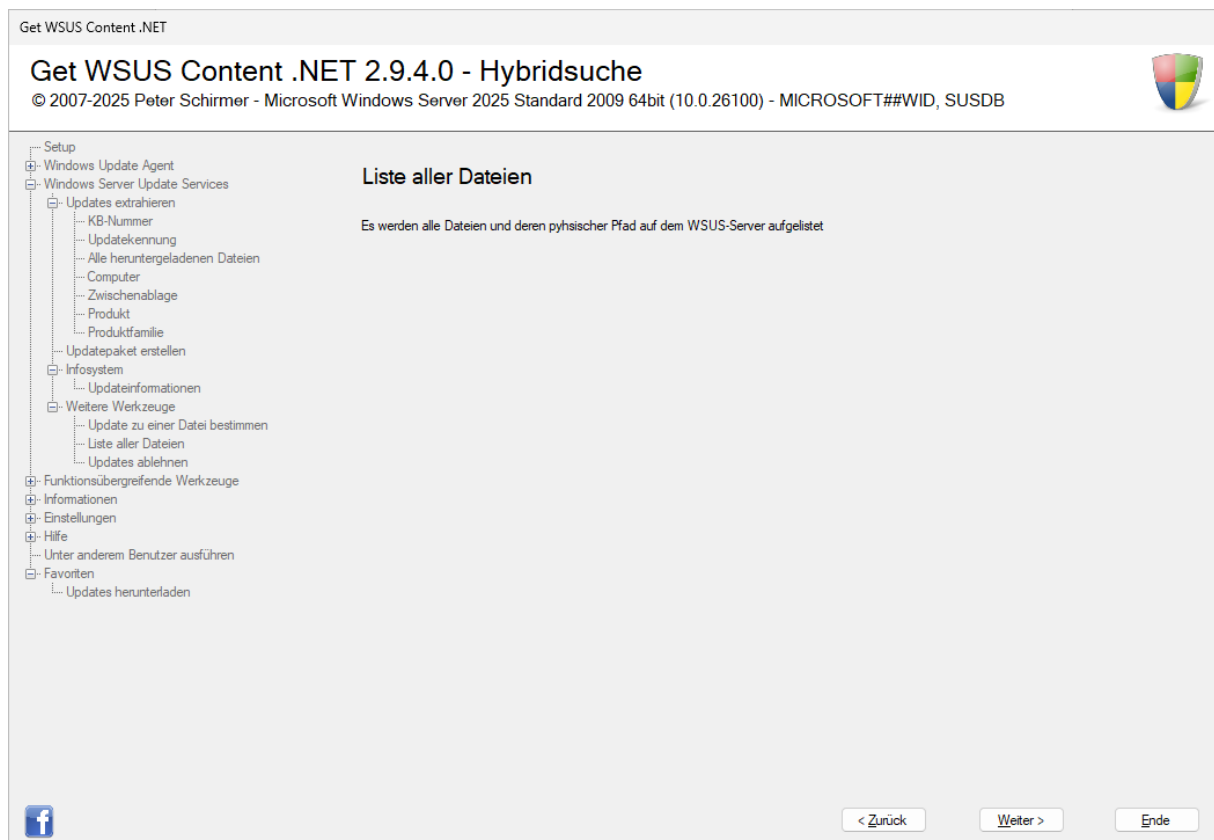 Get WSUS Content .NET
Get WSUS Content .NET 2.9.4.0 - Hybridsuche
© 2007-2025 Peter Schirmer - Microsoft Windows Server 2025 Standard 2009 64bit (10.0.26100) - MICROSOFT##WID, SUSDB
Setup
Windows Update Agent
Windows Server Update Services
Updates extrahieren
KB-Nummer
Updatekennung
Alle heruntergeladenen Dateien
Computer
Zwischenablage
Produkt
Produktfamilie
Updatepaket erstellen
Infosystem
Updateinformationen
Weitere Werkzeuge
Update zu einer Datei bestimmen
Liste aller Dateien
Updates ablehnen
Funktionsübergreifende Werkzeuge
Informationen
Einstellungen
Hilfe
Unter anderem Benutzer ausführen
Favoriten
Updates herunterladen
Liste aller Dateien
Es werden alle Dateien und deren pyhsischer Pfad auf dem WSUS-Server aufgelistet
f
< Zurück
Weiter >
Ende